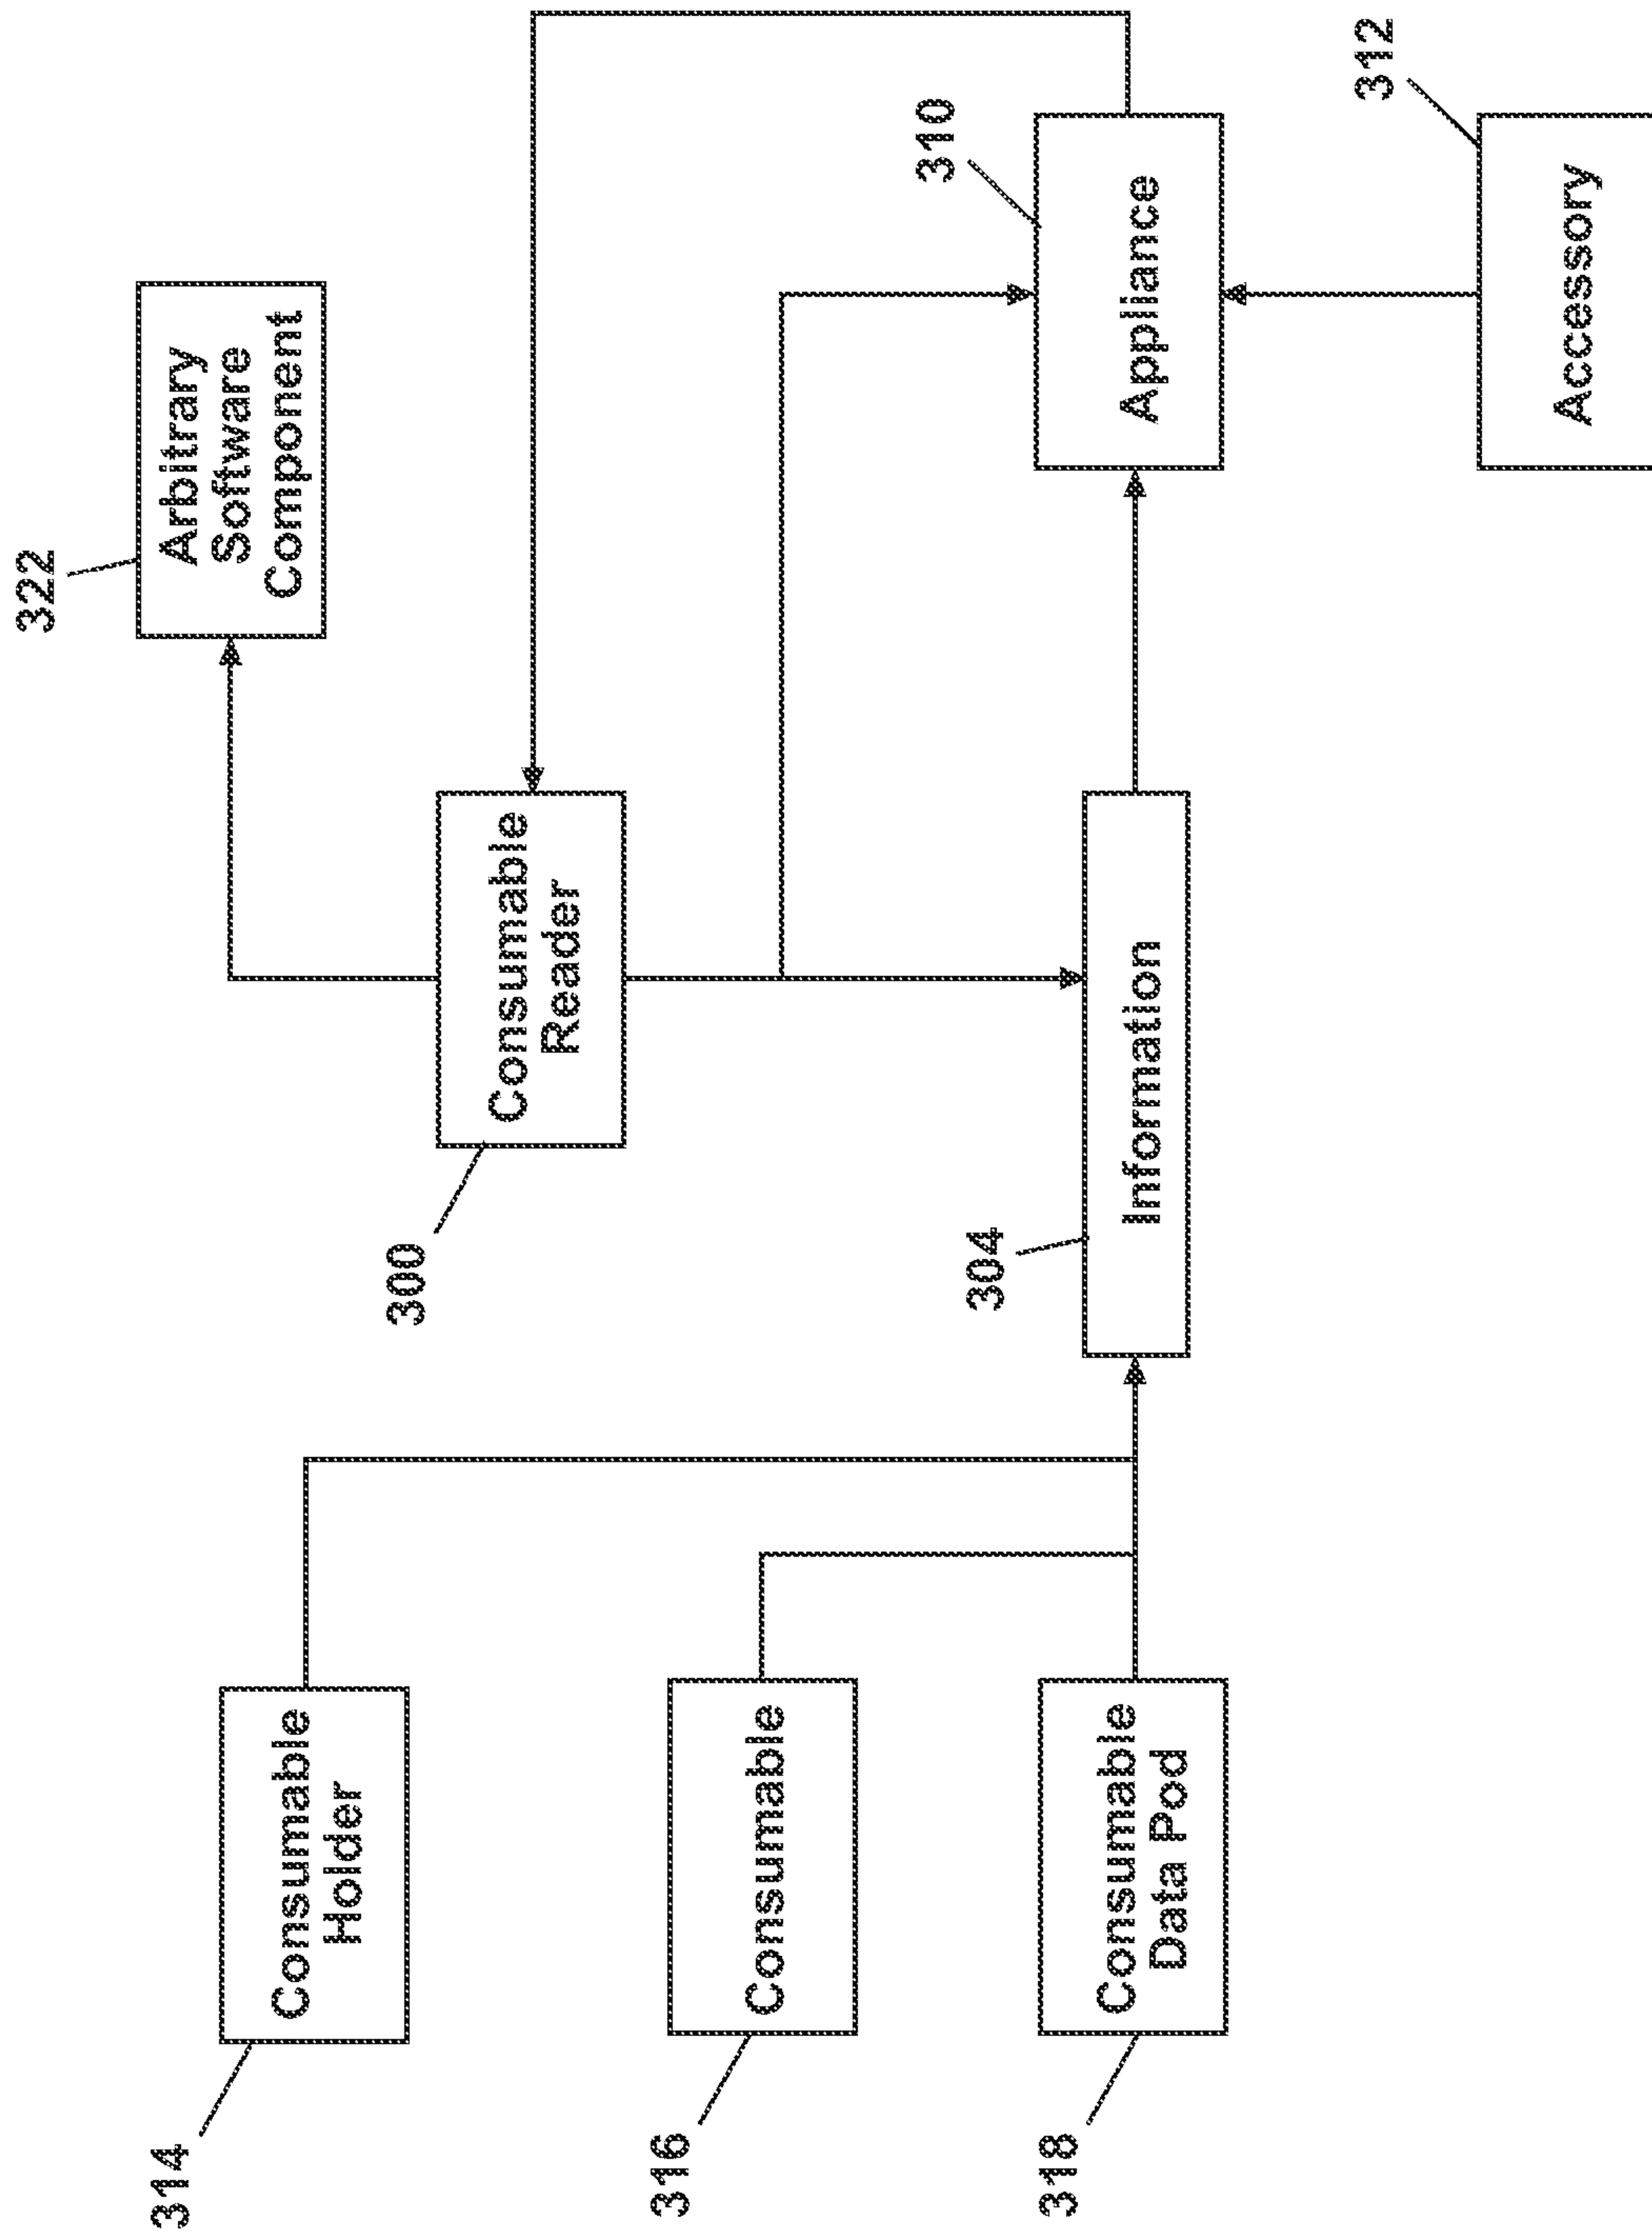 322
Arbitrary
Software
Component
300
Consumable
Reader
310
Appliance
312
Accessory
304
Information
314
Consumable
Holder
316
Consumable
318
Consumable
Data Pod